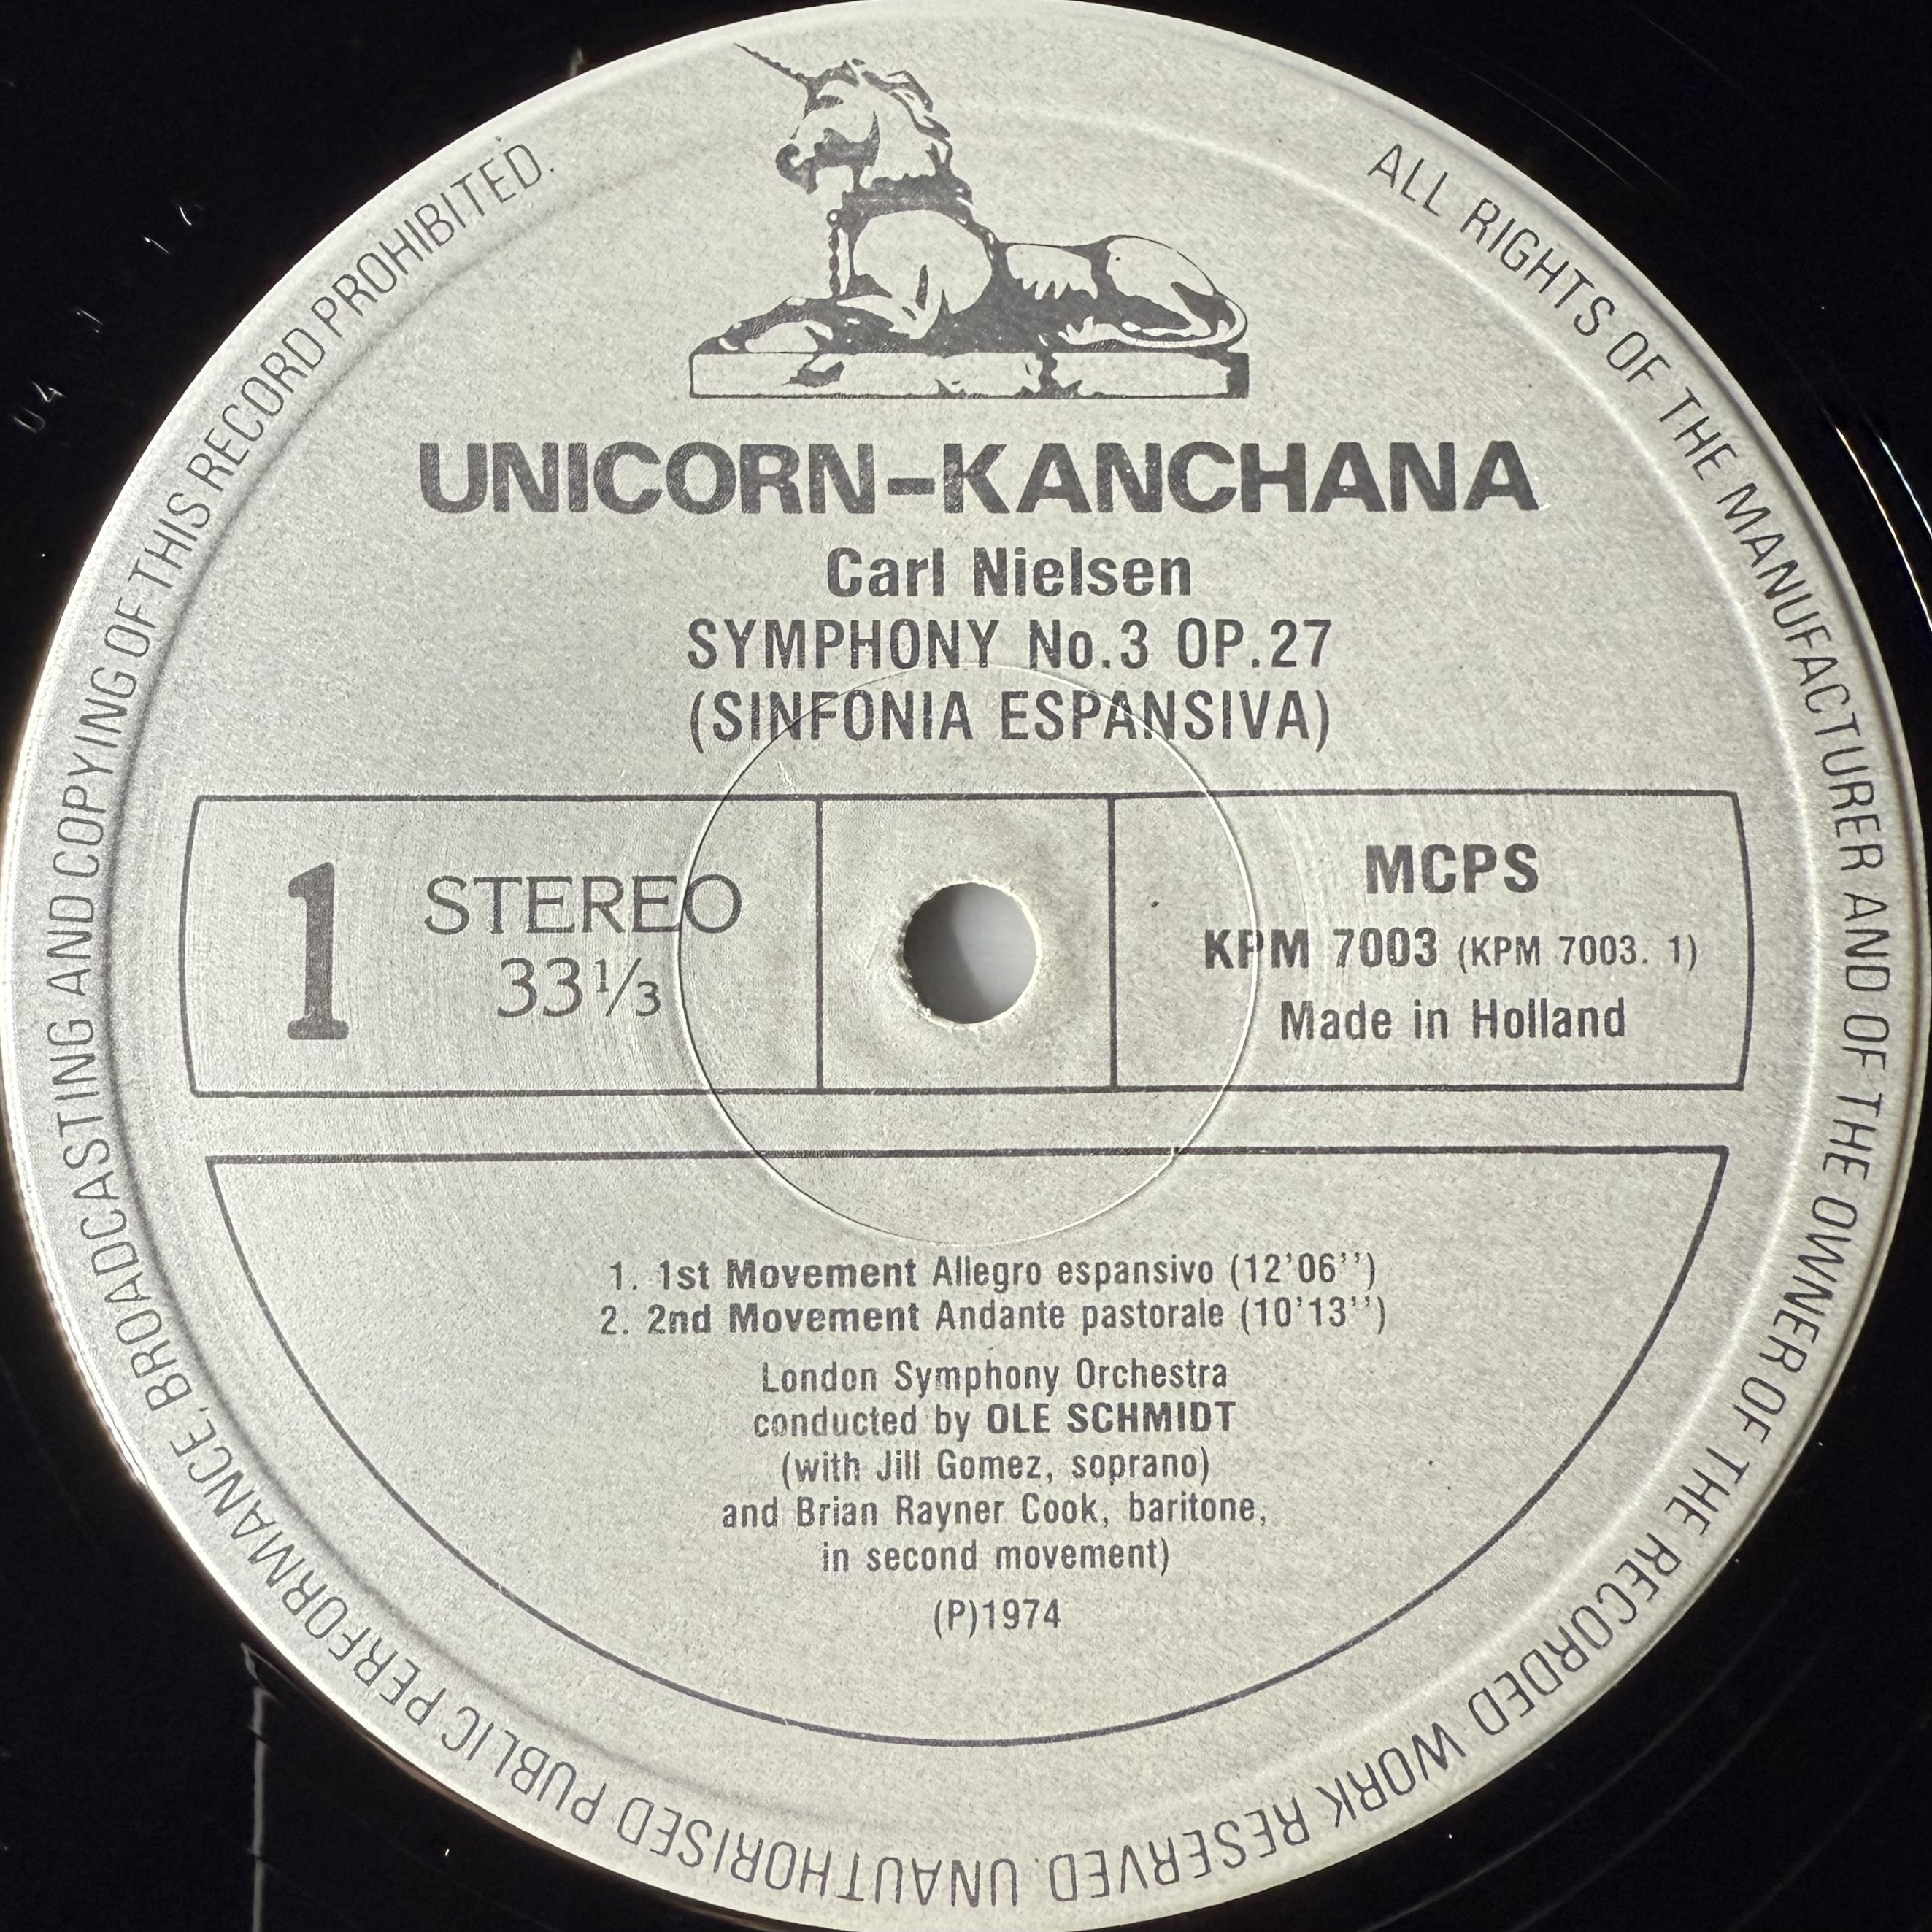 UNICORN-KANCHANA
Carl Nielsen
SYMPHONY No.3 OP.27
(SINFONIA ESPANSIVA)
1
STEREO
33⅓
MCPS
KPM 7003 (KPM 7003. 1)
Made in Holland
1. 1st Movement Allegro espansivo (12'06'')
2. 2nd Movement Andante pastorale (10'13'')
London Symphony Orchestra
conducted by OLE SCHMIDT
(with Jill Gomez, soprano)
and Brian Rayner Cook, baritone,
in second movement)
(P)1974
ALL RIGHTS OF THE MANUFACTURER AND OF THE OWNER OF THE RECORDED WORK RESERVED. UNAUTHORISED PUBLIC PERFORMANCE, BROADCASTING AND COPYING OF THIS RECORD PROHIBITED.